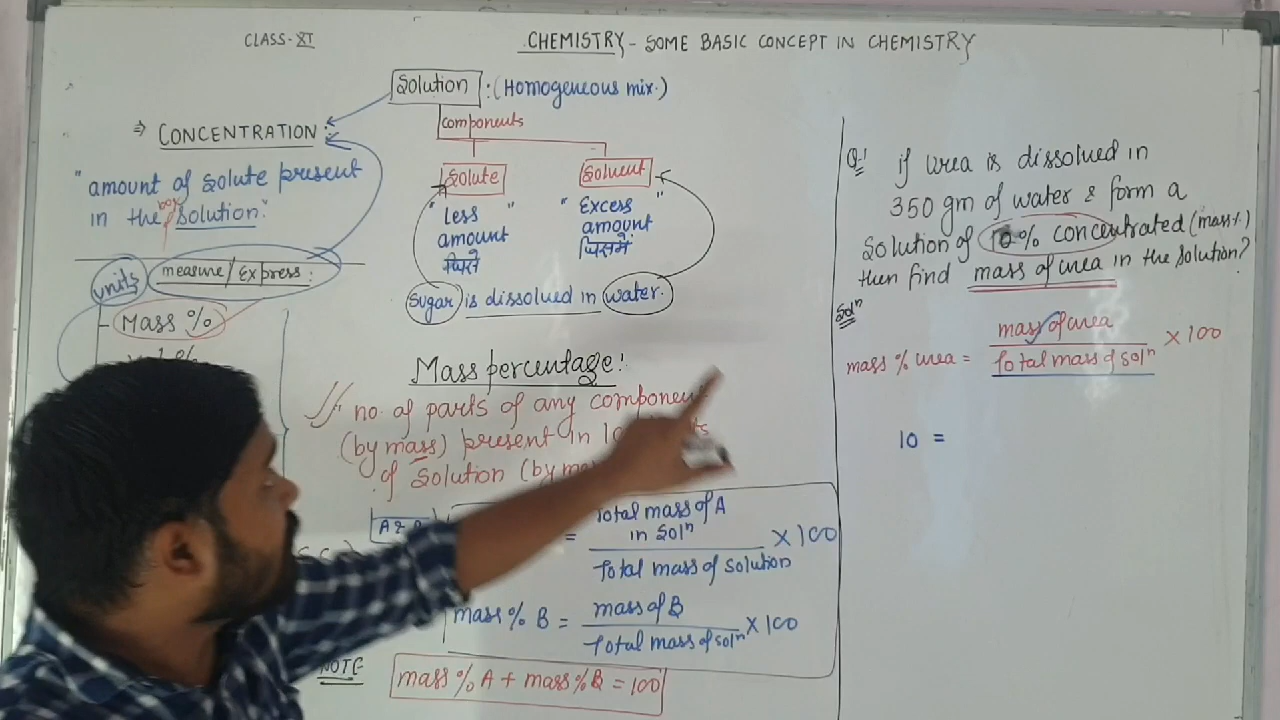 CLASS-XI
CHEMISTRY - SOME BASIC CONCEPT IN CHEMISTRY
Solution : (Homogeneous mix.)
components
Solute
Solvent
"Less"
amount
जिसे
"Excess"
amount
जिसमें
Sugar is dissolved in water.
⇒ CONCENTRATION :
"amount of solute present
in the solution."
units measure/Express:
- Mass %
Mass percentage:
no. of parts of any component
(by mass) present in
of solution (by
= Total mass of A in Solⁿ / Total mass of solution × 100
mass % B = mass of B / Total mass of solⁿ × 100
NOTE
mass % A + mass % B = 100
Q! if urea is dissolved in
350 gm of water & form a
solution of 10% concentrated (mass%)
then find mass of urea in the solution?
Solⁿ
mass % urea = mass of urea / Total mass of solⁿ × 100
10 =